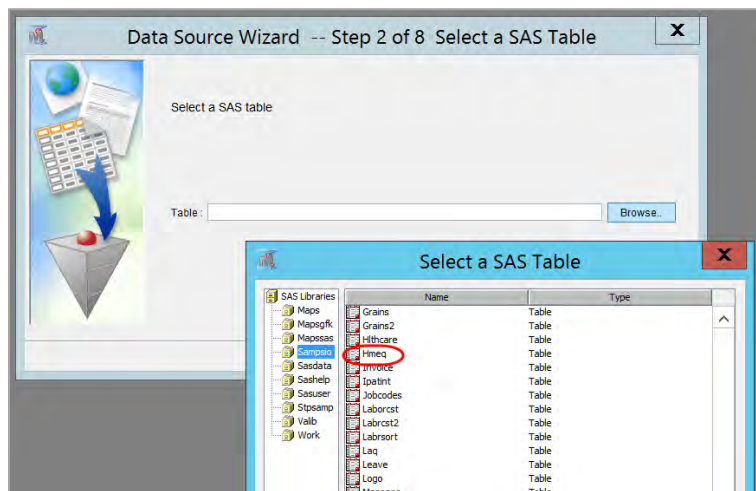 Data Source Wizard -- Step 2 of 8 Select a SAS Table
X
Select a SAS table
Table :
Browse..
Select a SAS Table
X
SAS Libraries
Maps
Mapsgfk
Mapssas
Sampsio
Sasdata
Sashelp
Sasuser
Stpsamp
Valib
Work
Name Type
Grains Table
Grains2 Table
Hlthcare Table
Hmeq Table
Invoice Table
Ipatint Table
Jobcodes Table
Laborcst Table
Labrcst2 Table
Labrsort Table
Laq Table
Leave Table
Logo Table
Table